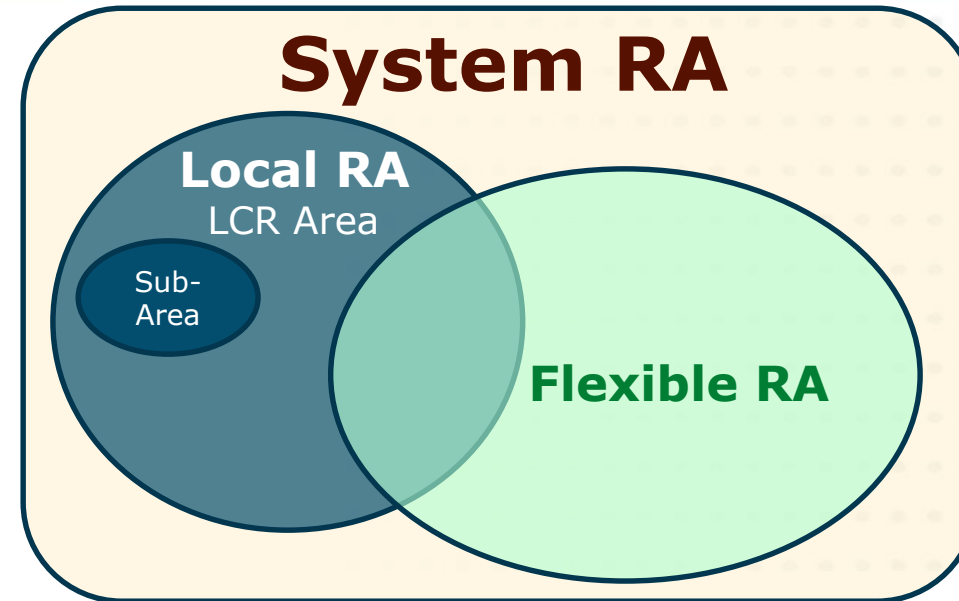 System RA
Local RA
LCR Area
Sub-
Area
Flexible RA